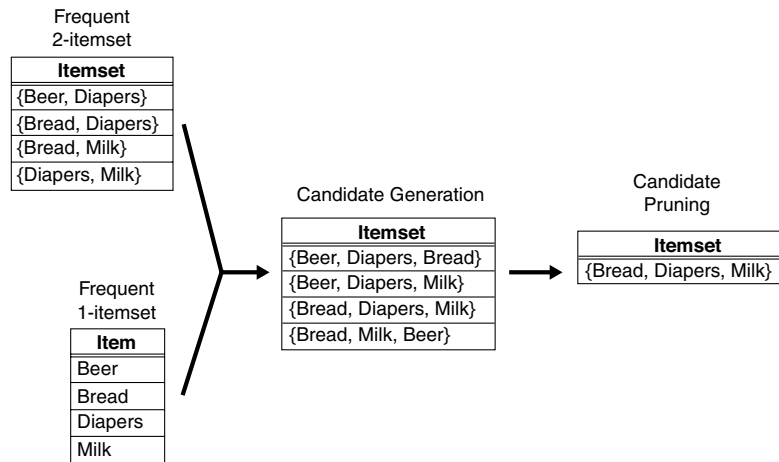 Frequent
2-itemset
Itemset
{Beer, Diapers}
{Bread, Diapers}
{Bread, Milk}
{Diapers, Milk}
Frequent
1-itemset
Item
Beer
Bread
Diapers
Milk
Candidate Generation
Itemset
{Beer, Diapers, Bread}
{Beer, Diapers, Milk}
{Bread, Diapers, Milk}
{Bread, Milk, Beer}
Candidate
Pruning
Itemset
{Bread, Diapers, Milk}